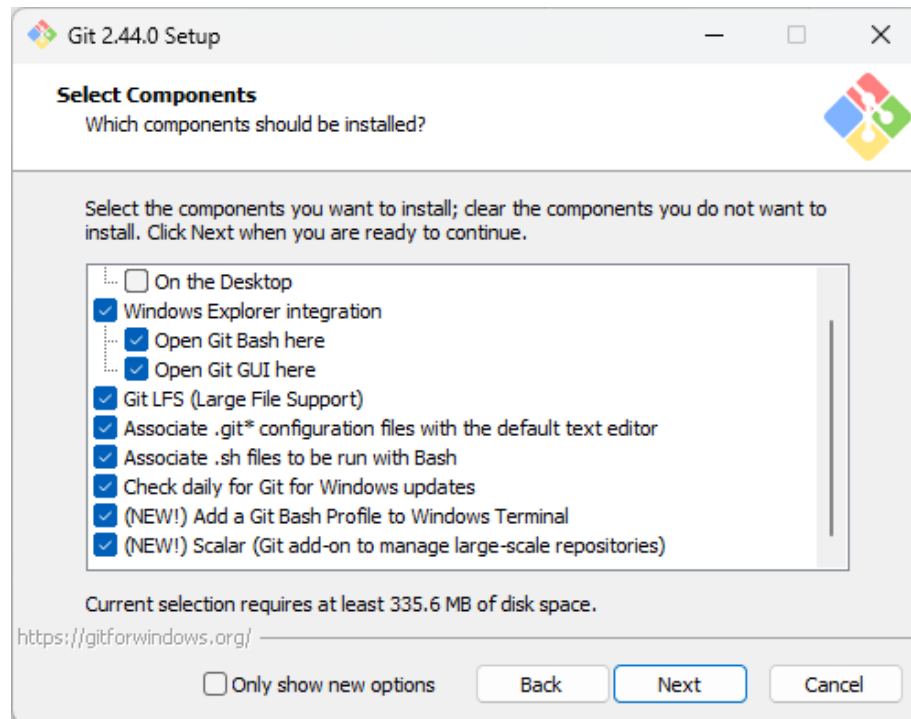 Git 2.44.0 Setup
Select Components
Which components should be installed?
Select the components you want to install; clear the components you do not want to
install. Click Next when you are ready to continue.
On the Desktop
Windows Explorer integration
Open Git Bash here
Open Git GUI here
Git LFS (Large File Support)
Associate .git* configuration files with the default text editor
Associate .sh files to be run with Bash
Check daily for Git for Windows updates
(NEW!) Add a Git Bash Profile to Windows Terminal
(NEW!) Scalar (Git add-on to manage large-scale repositories)
Current selection requires at least 335.6 MB of disk space.
https://gitforwindows.org/
Only show new options Back Next Cancel